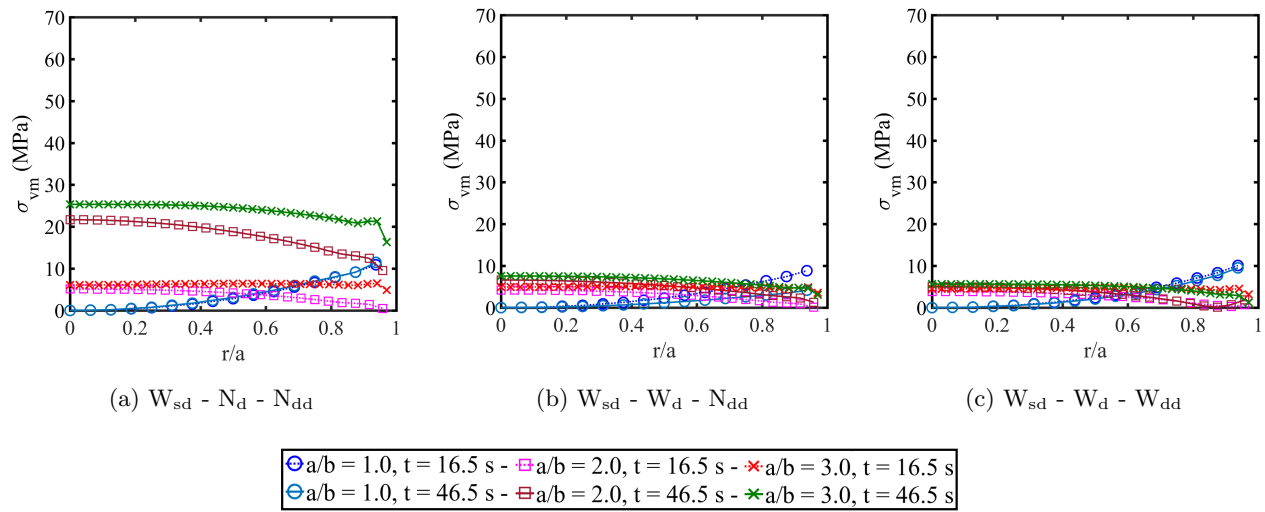 70
60
50
40
30
20
10
0
σvm (MPa)
0 0.2 0.4 0.6 0.8 1
r/a
(a) Wsd - Nd - Ndd
70
60
50
40
30
20
10
0
σvm (MPa)
0 0.2 0.4 0.6 0.8 1
r/a
(b) Wsd - Wd - Ndd
70
60
50
40
30
20
10
0
σvm (MPa)
0 0.2 0.4 0.6 0.8 1
r/a
(c) Wsd - Wd - Wdd
a/b = 1.0, t = 16.5 s - a/b = 2.0, t = 16.5 s - a/b = 3.0, t = 16.5 s
a/b = 1.0, t = 46.5 s - a/b = 2.0, t = 46.5 s - a/b = 3.0, t = 46.5 s